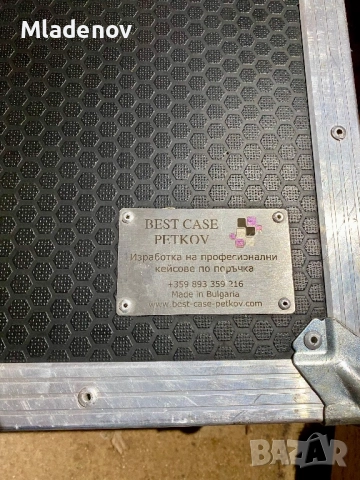 Mladenov
BEST CASE
PETKOV
Изработка на професионални
кейсове по поръчка
+359 893 359 216
Made in Bulgaria
www.best-case-petkov.com
BAZAR